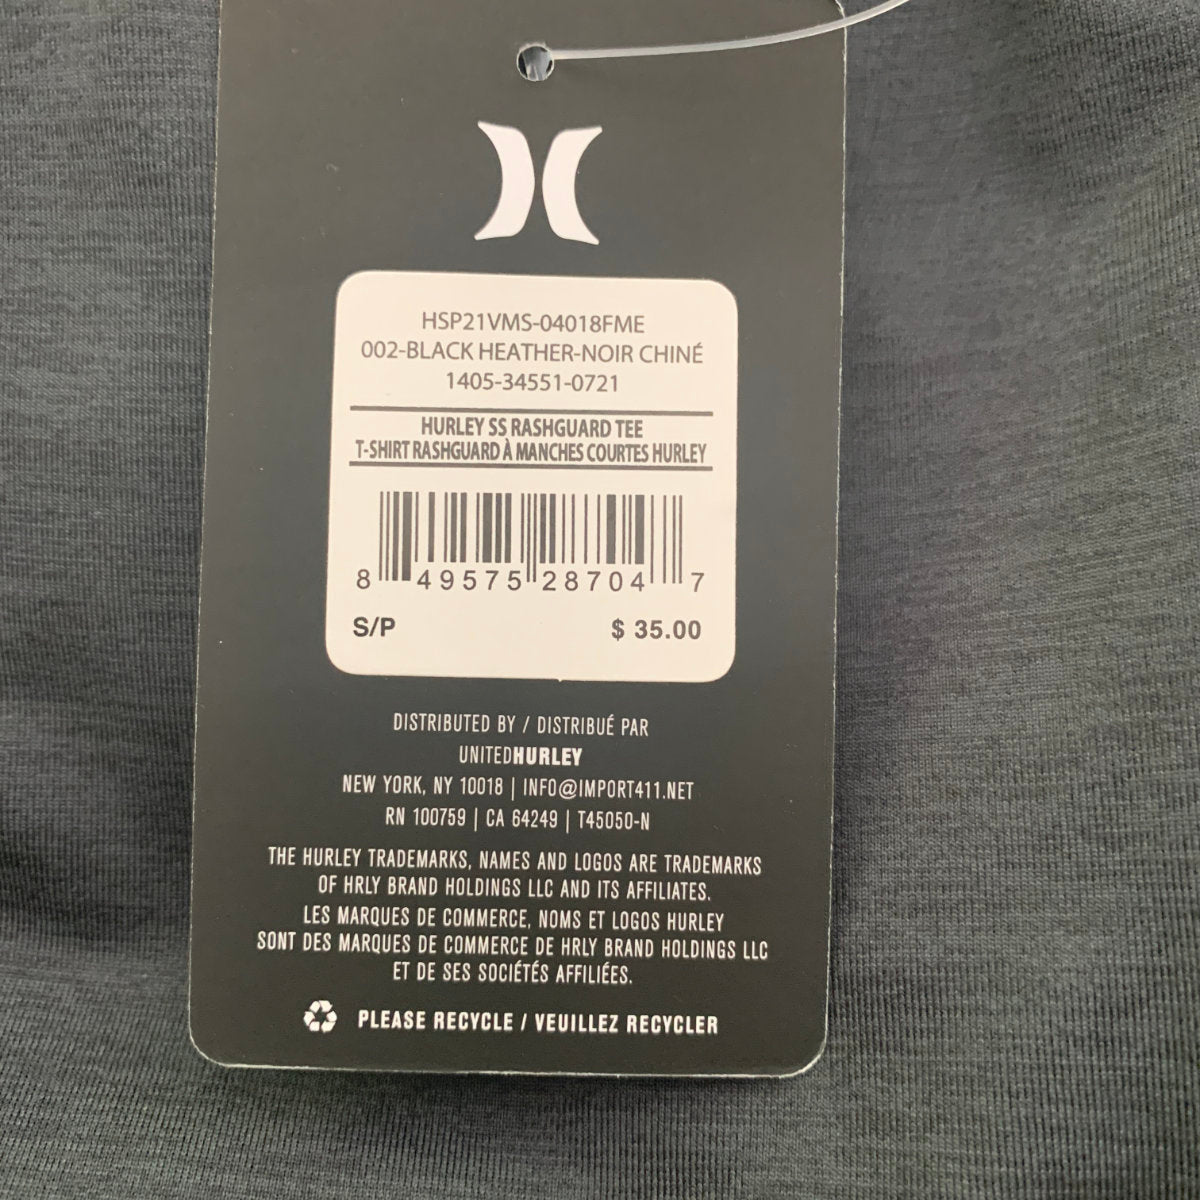 HSP21VMS-04018FME
002-BLACK HEATHER-NOIR CHINÉ
1405-34551-0721
HURLEY SS RASHGUARD TEE
T-SHIRT RASHGUARD À MANCHES COURTES HURLEY
8 49575 28704 7
S/P $ 35.00
DISTRIBUTED BY / DISTRIBUÉ PAR
UNITEDHURLEY
NEW YORK, NY 10018 | INFO@IMPORT411.NET
RN 100759 | CA 64249 | T45050-N
THE HURLEY TRADEMARKS, NAMES AND LOGOS ARE TRADEMARKS
OF HRLY BRAND HOLDINGS LLC AND ITS AFFILIATES.
LES MARQUES DE COMMERCE, NOMS ET LOGOS HURLEY
SONT DES MARQUES DE COMMERCE DE HRLY BRAND HOLDINGS LLC
ET DE SES SOCIÉTÉS AFFILIÉES.
PLEASE RECYCLE / VEUILLEZ RECYCLER